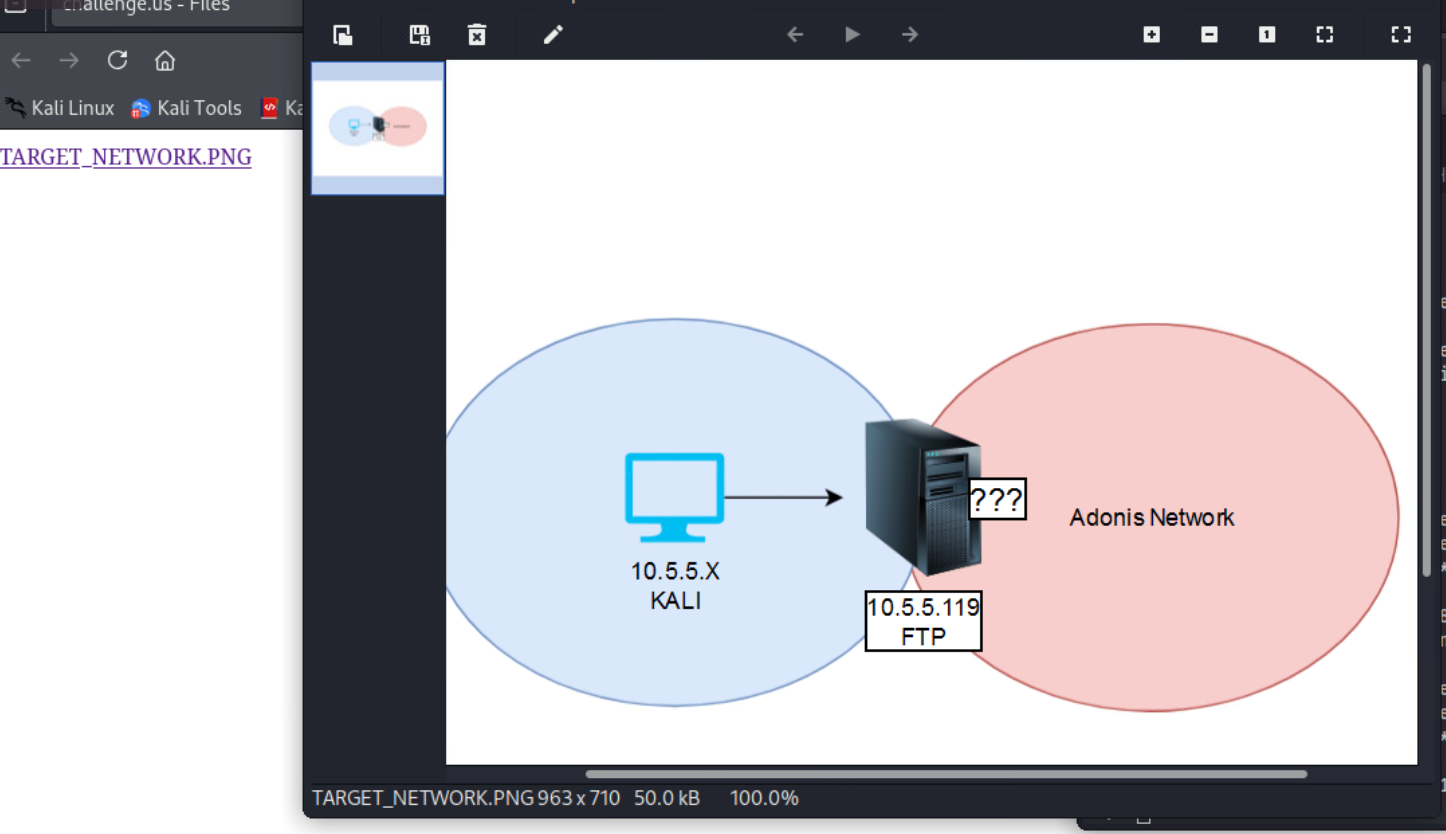 challenge.us - Files
Kali Linux
Kali Tools
Ka
TARGET_NETWORK.PNG
1
???
Adonis Network
10.5.5.X
KALI
10.5.5.119
FTP
TARGET_NETWORK.PNG 963 x 710 50.0 kB 100.0%